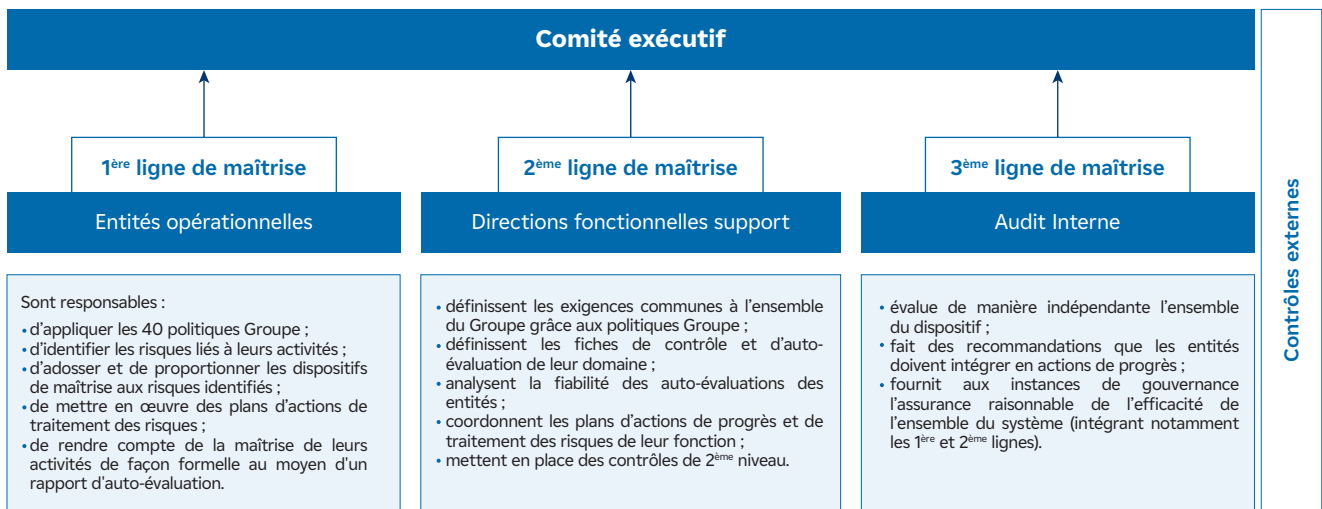 Comité exécutif
1ère ligne de maîtrise
Entités opérationnelles
Sont responsables :
• d'appliquer les 40 politiques Groupe ;
• d'identifier les risques liés à leurs activités ;
• d'adosser et de proportionner les dispositifs
de maîtrise aux risques identifiés ;
• de mettre en œuvre des plans d'actions de
traitement des risques ;
• de rendre compte de la maîtrise de leurs
activités de façon formelle au moyen d'un
rapport d'auto-évaluation.
2ème ligne de maîtrise
Directions fonctionnelles support
• définissent les exigences communes à l'ensemble
du Groupe grâce aux politiques Groupe ;
• définissent les fiches de contrôle et d'auto-
évaluation de leur domaine ;
• analysent la fiabilité des auto-évaluations des
entités ;
• coordonnent les plans d'actions de progrès et de
traitement des risques de leur fonction ;
• mettent en place des contrôles de 2ème niveau.
3ème ligne de maîtrise
Audit Interne
• évalue de manière indépendante l'ensemble
du dispositif ;
• fait des recommandations que les entités
doivent intégrer en actions de progrès ;
• fournit aux instances de gouvernance
l'assurance raisonnable de l'efficacité de
l'ensemble du système (intégrant notamment
les 1ère et 2ème lignes).
Contrôles externes